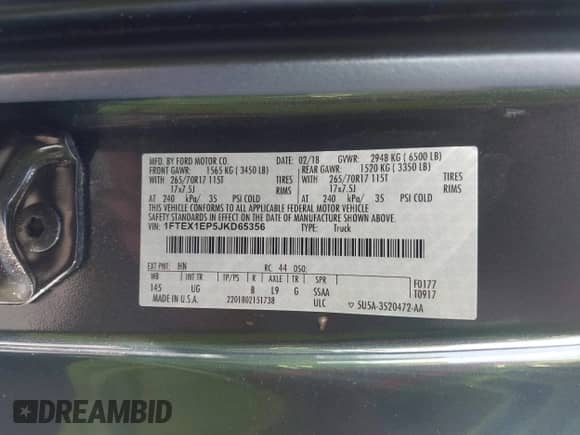 MFD. BY FORD MOTOR CO.
DATE: 02/18 GVWR: 2948 KG ( 6500 LB)
FRONT GAWR: 1565 KG ( 3450 LB) REAR GAWR: 1520 KG ( 3350 LB)
WITH 265/70R17 115T TIRES WITH 265/70R17 115T TIRES
17x7.5J RIMS 17x7.5J RIMS
AT 240 kPa/ 35 PSI COLD AT 240 kPa/ 35 PSI COLD
THIS VEHICLE CONFORMS TO ALL APPLICABLE FEDERAL MOTOR VEHICLE
SAFETY STANDARDS IN EFFECT ON THE DATE OF MANUFACTURE SHOWN ABOVE.
VIN: 1FTEX1EP5JKD65356 TYPE: Truck
EXT PNT: HN RC: 44 DSO:
WB INT TR TP/PS R AXLE TR SPR F0177
145 UG B L9 G SSAA T0917
MADE IN U.S.A. 2201802151738 ULC ▽ 5U5A-3520472-AA
DREAMBID